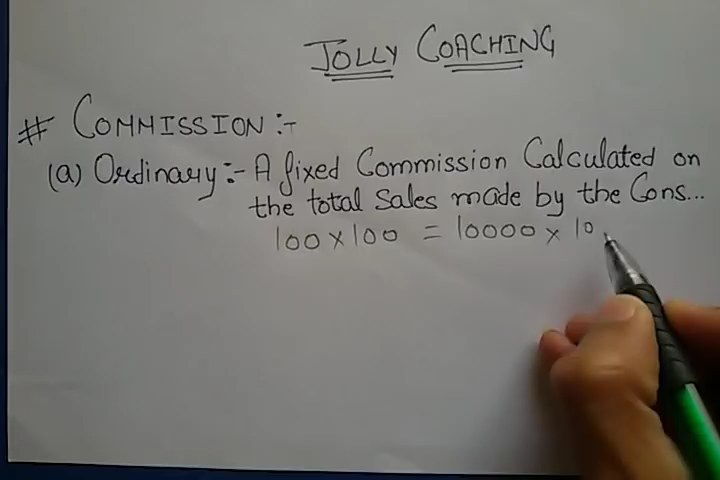 JOLLY COACHING
# COMMISSION :-
(a) Ordinary :- A fixed Commission Calculated on
the total Sales made by the Cons...
100 x 100 = 10000 x 10